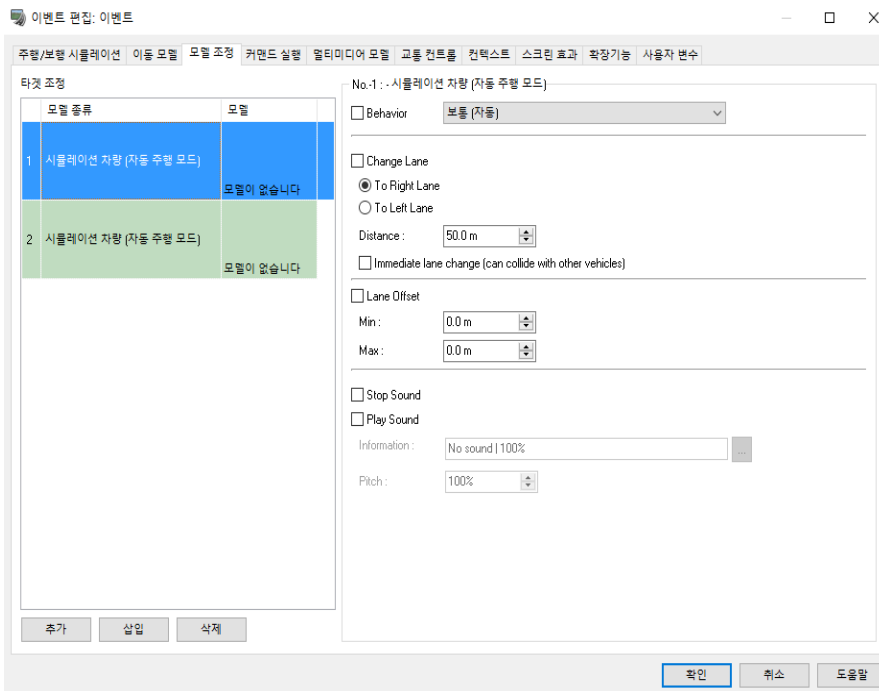 이벤트 편집: 이벤트
주행/보행 시뮬레이션 이동 모델 모델 조정 커맨드 실행 멀티미디어 모델 교통 컨트롤 컨텍스트 스크린 효과 확장기능 사용자 변수
타겟 조정
모델 종류 모델
1 시뮬레이션 차량 (자동 주행 모드) 모델이 없습니다
2 시뮬레이션 차량 (자동 주행 모드) 모델이 없습니다
추가 삽입 삭제
No.-1 : - 시뮬레이션 차량 (자동 주행 모드)
Behavior 보통 (자동)
Change Lane
To Right Lane
To Left Lane
Distance : 50.0 m
Immediate lane change (can collide with other vehicles)
Lane Offset
Min : 0.0 m
Max : 0.0 m
Stop Sound
Play Sound
Information : No sound | 100% ...
Pitch : 100%
확인 취소 도움말